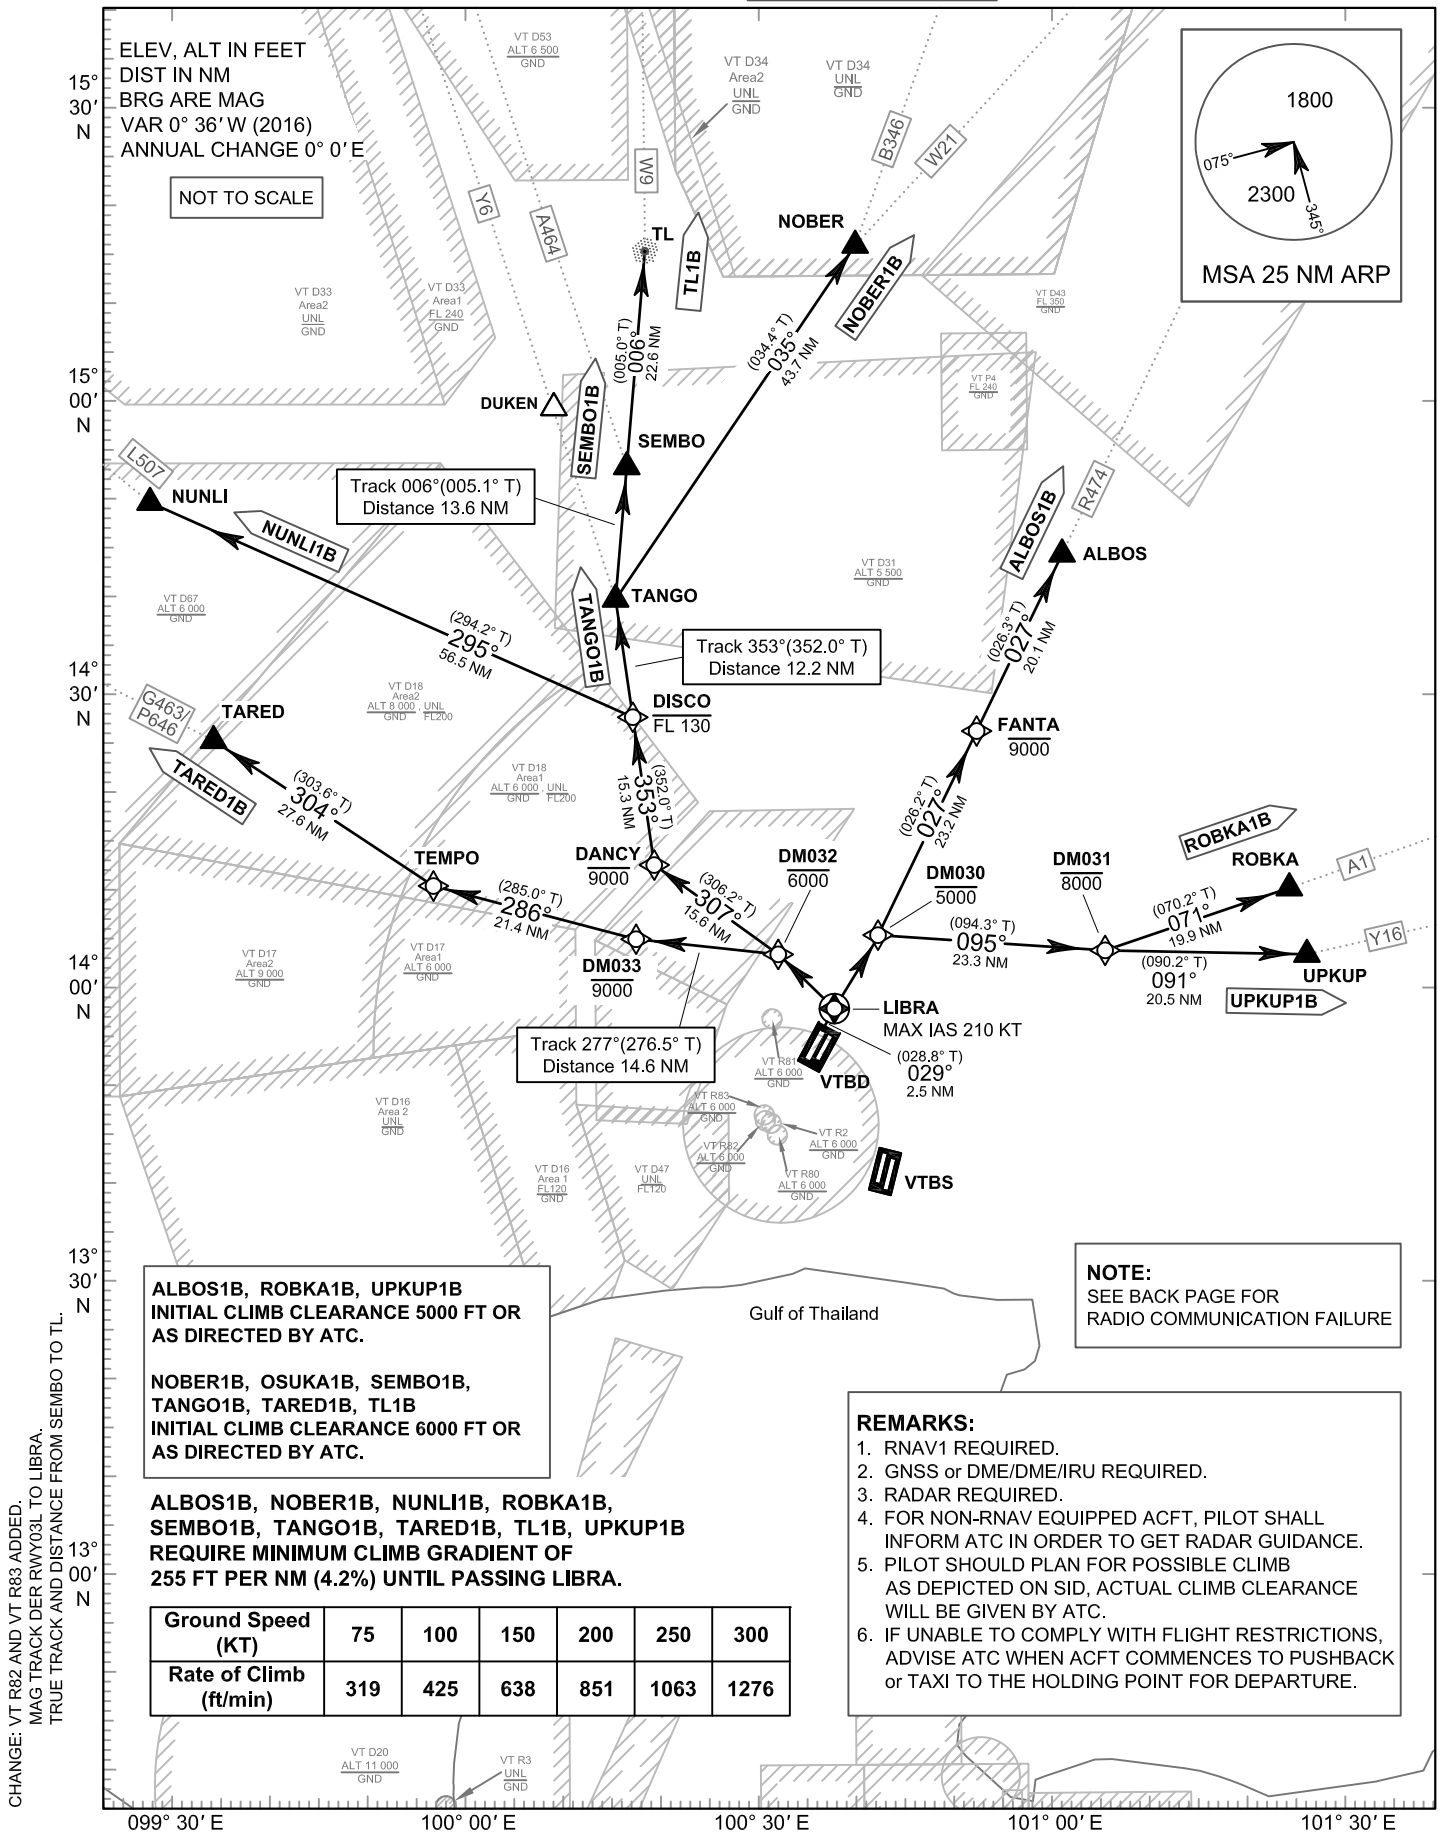 ELEV, ALT IN FEET
DIST IN NM
BRG ARE MAG
VAR 0° 36' W (2016)
ANNUAL CHANGE 0° 0' E
NOT TO SCALE
15°
30'
N
15°
00'
N
14°
30'
N
14°
00'
N
13°
30'
N
13°
00'
N
VT D53
ALT 6 500
GND
VT D34
Area2
UNL
GND
VT D34
UNL
GND
1800
075°
2300
345°
MSA 25 NM ARP
B346
W21
W9
Y6
A464
TL
TL1B
NOBER
NOBER1B
VT D33
Area2
UNL
GND
VT D33
Area1
FL 240
GND
VT D43
FL 350
GND
(005.0° T)
006°
22.6 NM
(034.4° T)
035°
43.7 NM
VT P4
FL 240
GND
DUKEN
SEMBO1B
SEMBO
L507
NUNLI
NUNLI1B
Track 006°(005.1° T)
Distance 13.6 NM
R474
ALBOS1B
ALBOS
VT D31
ALT 5 500
GND
VT D67
ALT 6 000
GND
TANGO
TANGO1B
(294.2° T)
295°
56.5 NM
Track 353°(352.0° T)
Distance 12.2 NM
(026.3° T)
027°
20.1 NM
G463/
P646
TARED
TARED1B
VT D18
Area2
ALT 8 000 , UNL
GND FL200
DISCO
FL 130
FANTA
9000
VT D18
Area1
ALT 6 000 , UNL
GND FL200
(303.6° T)
304°
27.6 NM
(352.0° T)
353°
15.3 NM
(026.2° T)
027°
23.2 NM
TEMPO
DANCY
9000
DM032
6000
DM030
5000
DM031
8000
ROBKA1B
ROBKA
A1
(285.0° T)
286°
21.4 NM
(306.2° T)
307°
15.6 NM
(094.3° T)
095°
23.3 NM
(070.2° T)
071°
19.9 NM
Y16
UPKUP
(090.2° T)
091°
20.5 NM
UPKUP1B
VT D17
Area2
ALT 9 000
GND
VT D17
Area1
ALT 6 000
GND
DM033
9000
LIBRA
MAX IAS 210 KT
Track 277°(276.5° T)
Distance 14.6 NM
(028.8° T)
029°
2.5 NM
VTBD
VT R81
ALT 6 000
GND
VT R83
ALT 6 000
GND
VT R2
ALT 6 000
GND
VT R82
ALT 6 000
GND
VT R80
ALT 6 000
GND
VTBS
VT D16
Area 2
UNL
GND
VT D16
Area 1
FL120
GND
VT D47
UNL
FL120
Gulf of Thailand
ALBOS1B, ROBKA1B, UPKUP1B
INITIAL CLIMB CLEARANCE 5000 FT OR
AS DIRECTED BY ATC.
NOBER1B, OSUKA1B, SEMBO1B,
TANGO1B, TARED1B, TL1B
INITIAL CLIMB CLEARANCE 6000 FT OR
AS DIRECTED BY ATC.
NOTE:
SEE BACK PAGE FOR
RADIO COMMUNICATION FAILURE
ALBOS1B, NOBER1B, NUNLI1B, ROBKA1B,
SEMBO1B, TANGO1B, TARED1B, TL1B, UPKUP1B
REQUIRE MINIMUM CLIMB GRADIENT OF
255 FT PER NM (4.2%) UNTIL PASSING LIBRA.
Ground Speed (KT) 75 100 150 200 250 300
Rate of Climb (ft/min) 319 425 638 851 1063 1276
REMARKS:
1. RNAV1 REQUIRED.
2. GNSS or DME/DME/IRU REQUIRED.
3. RADAR REQUIRED.
4. FOR NON-RNAV EQUIPPED ACFT, PILOT SHALL
INFORM ATC IN ORDER TO GET RADAR GUIDANCE.
5. PILOT SHOULD PLAN FOR POSSIBLE CLIMB
AS DEPICTED ON SID, ACTUAL CLIMB CLEARANCE
WILL BE GIVEN BY ATC.
6. IF UNABLE TO COMPLY WITH FLIGHT RESTRICTIONS,
ADVISE ATC WHEN ACFT COMMENCES TO PUSHBACK
or TAXI TO THE HOLDING POINT FOR DEPARTURE.
VT D20
ALT 11 000
GND
VT R3
UNL
GND
099° 30' E
100° 00' E
100° 30' E
101° 00' E
101° 30' E
CHANGE: VT R82 AND VT R83 ADDED.
MAG TRACK DER RWY03L TO LIBRA.
TRUE TRACK AND DISTANCE FROM SEMBO TO TL.